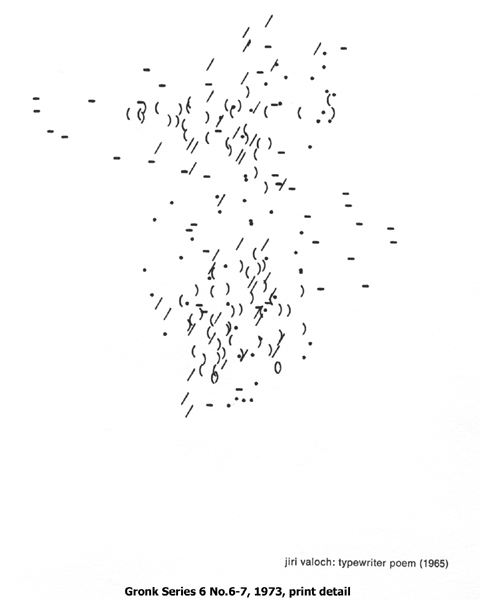 jiri valoch: typewriter poem (1965)
Gronk Series 6 No.6-7, 1973, print detail